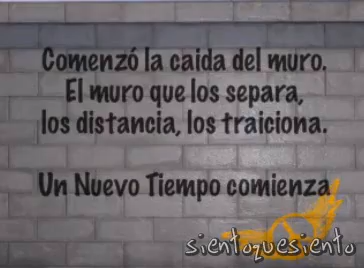 Comenzó la caida del muro.
El muro que los separa,
los distancia, los traiciona.
Un Nuevo Tiempo comienza
sientoquesiento